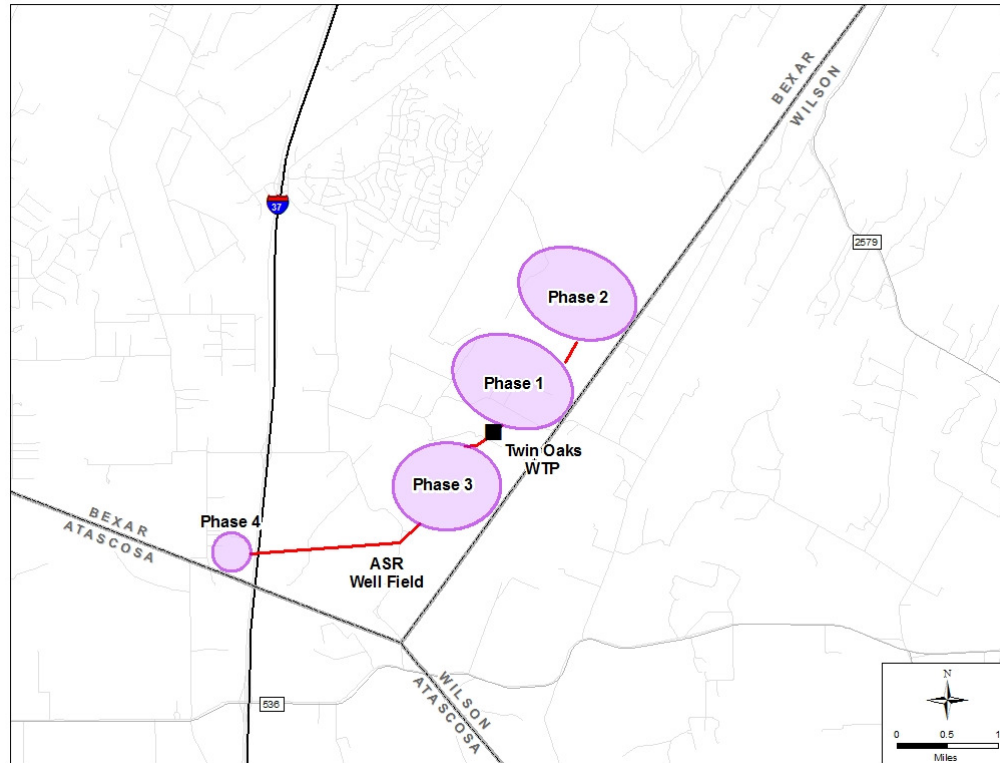 BEXAR
WILSON
37
2579
Phase 2
Phase 1
Twin Oaks
WTP
Phase 3
Phase 4
BEXAR
ATASCOSA
ASR
Well Field
WILSON
ATASCOSA
536
N
0 0.5 1
Miles